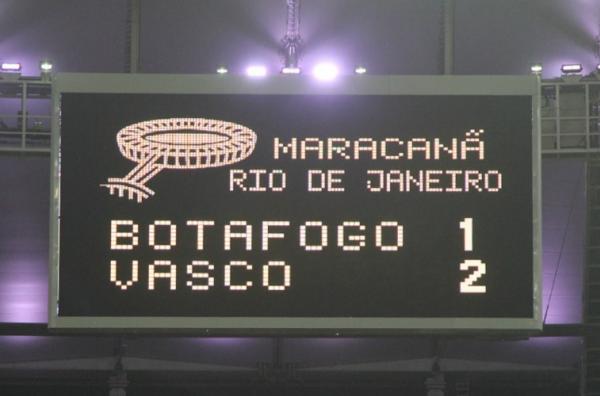 MARACANÃ
RIO DE JANEIRO
BOTAFOGO 1
VASCO 2